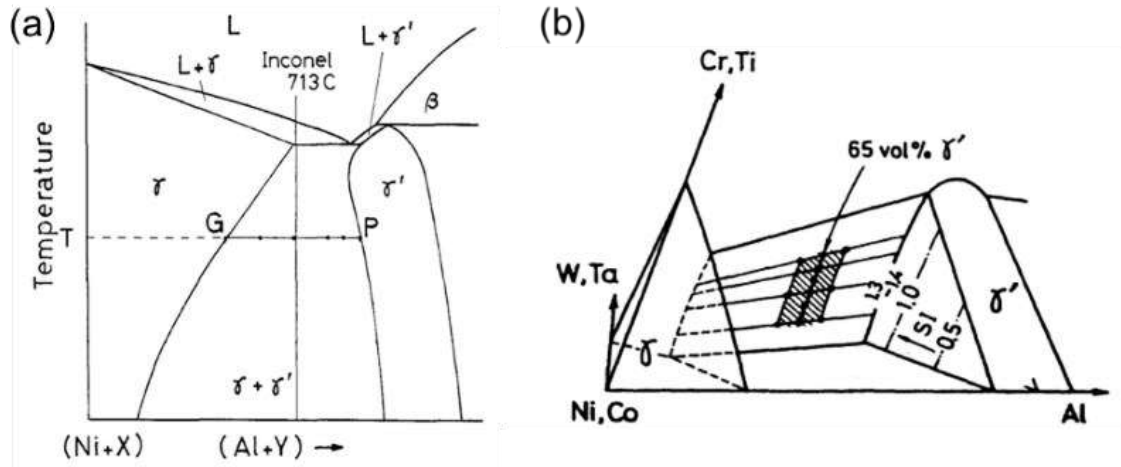 (a)
L
L+γ'
Inconel
713C
L+γ
β
Temperature
γ
γ'
G
P
T
γ+γ'
(Ni+X)
(Al+Y) →
(b)
Cr,Ti
65 vol% γ'
W,Ta
1.3
~1.4
1.0
SI
0.5
γ'
γ
Ni,Co
Al